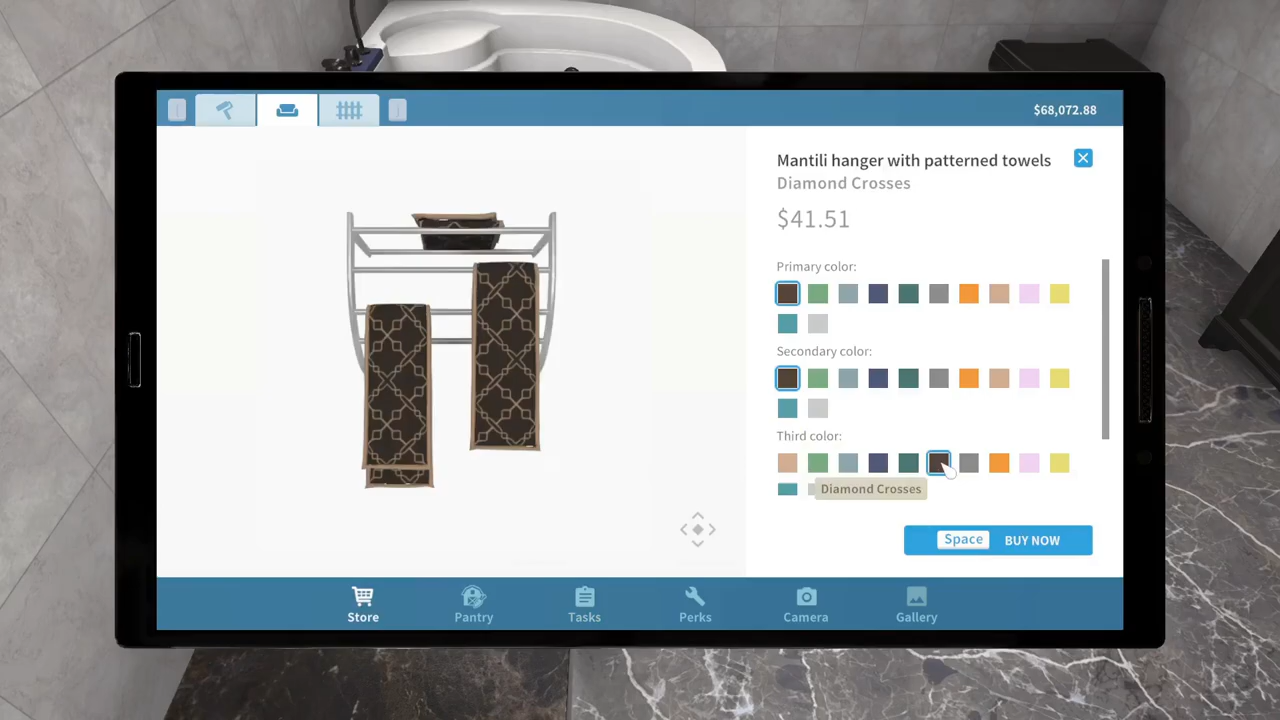 $68,072.88
Mantili hanger with patterned towels
Diamond Crosses
$41.51
Primary color:
Secondary color:
Third color:
Diamond Crosses
Space BUY NOW
Store Pantry Tasks Perks Camera Gallery